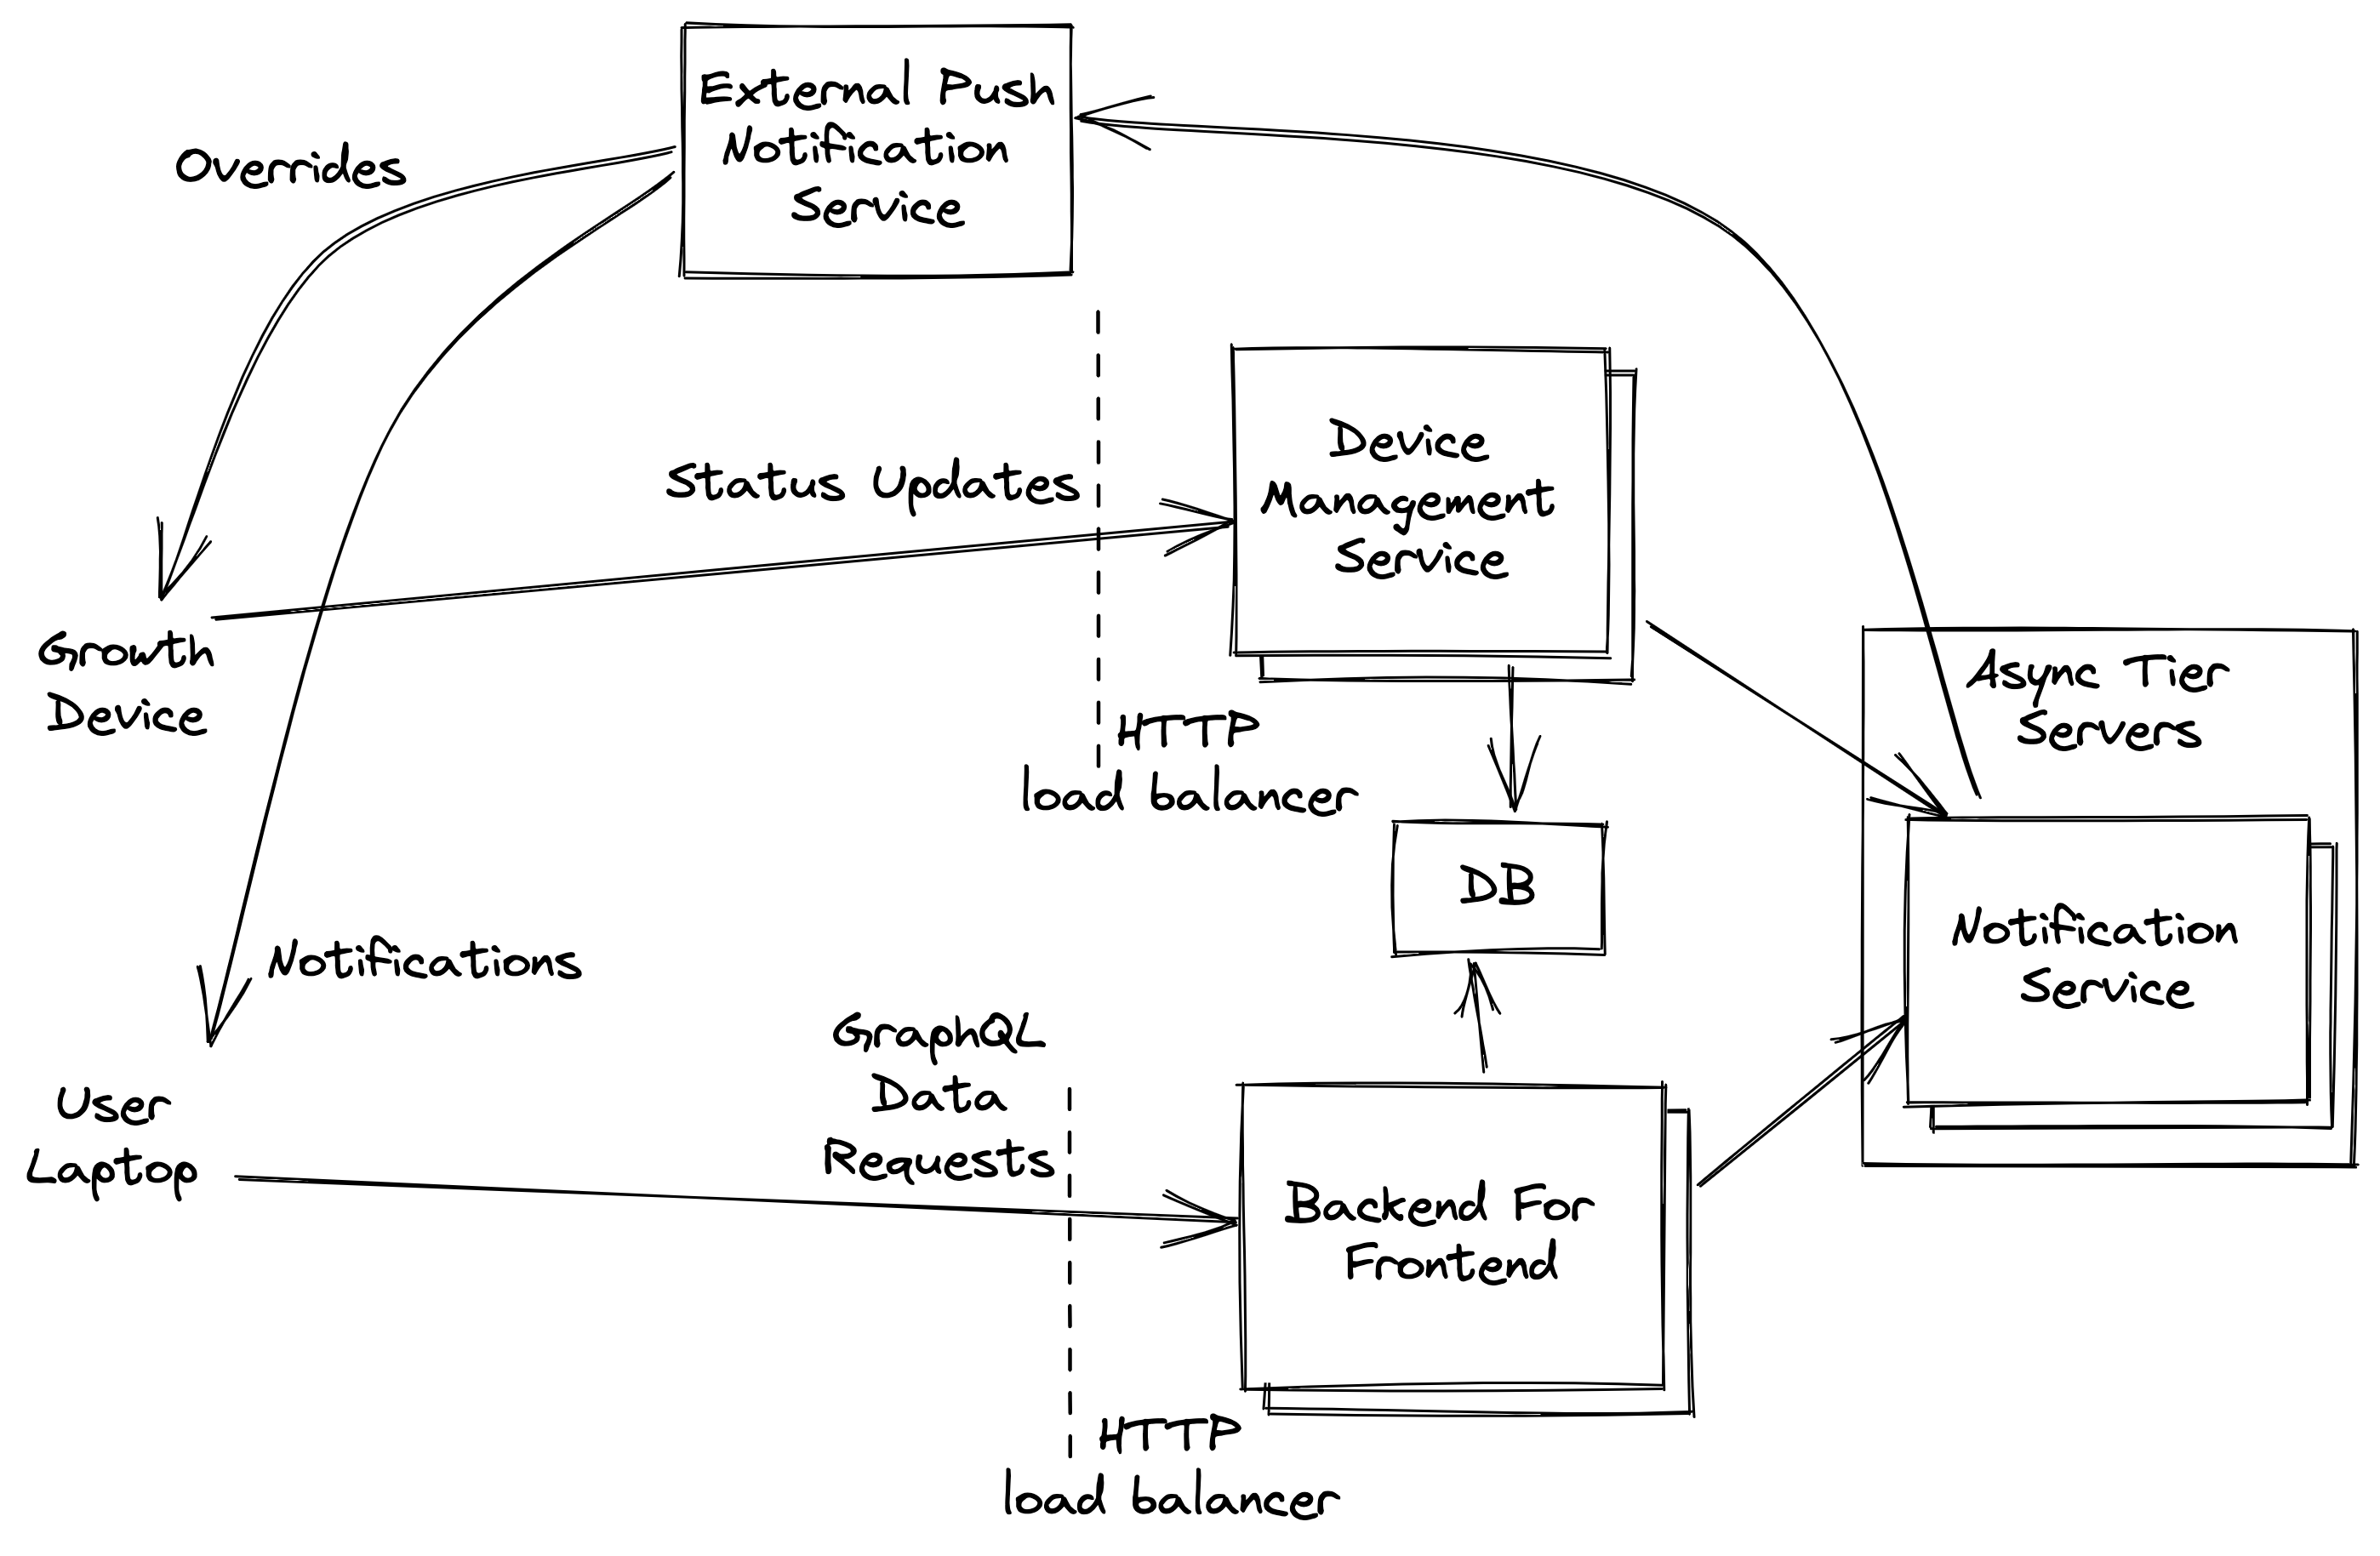 External Push
Notification
Service
Overrides
Device
Management
Service
Status Updates
Growth
Device
Async Tier
Servers
HTTP
load balancer
DB
Notification
Service
Notifications
GraphQL
Data
Requests
User
Laptop
Backend For
Frontend
HTTP
load balancer